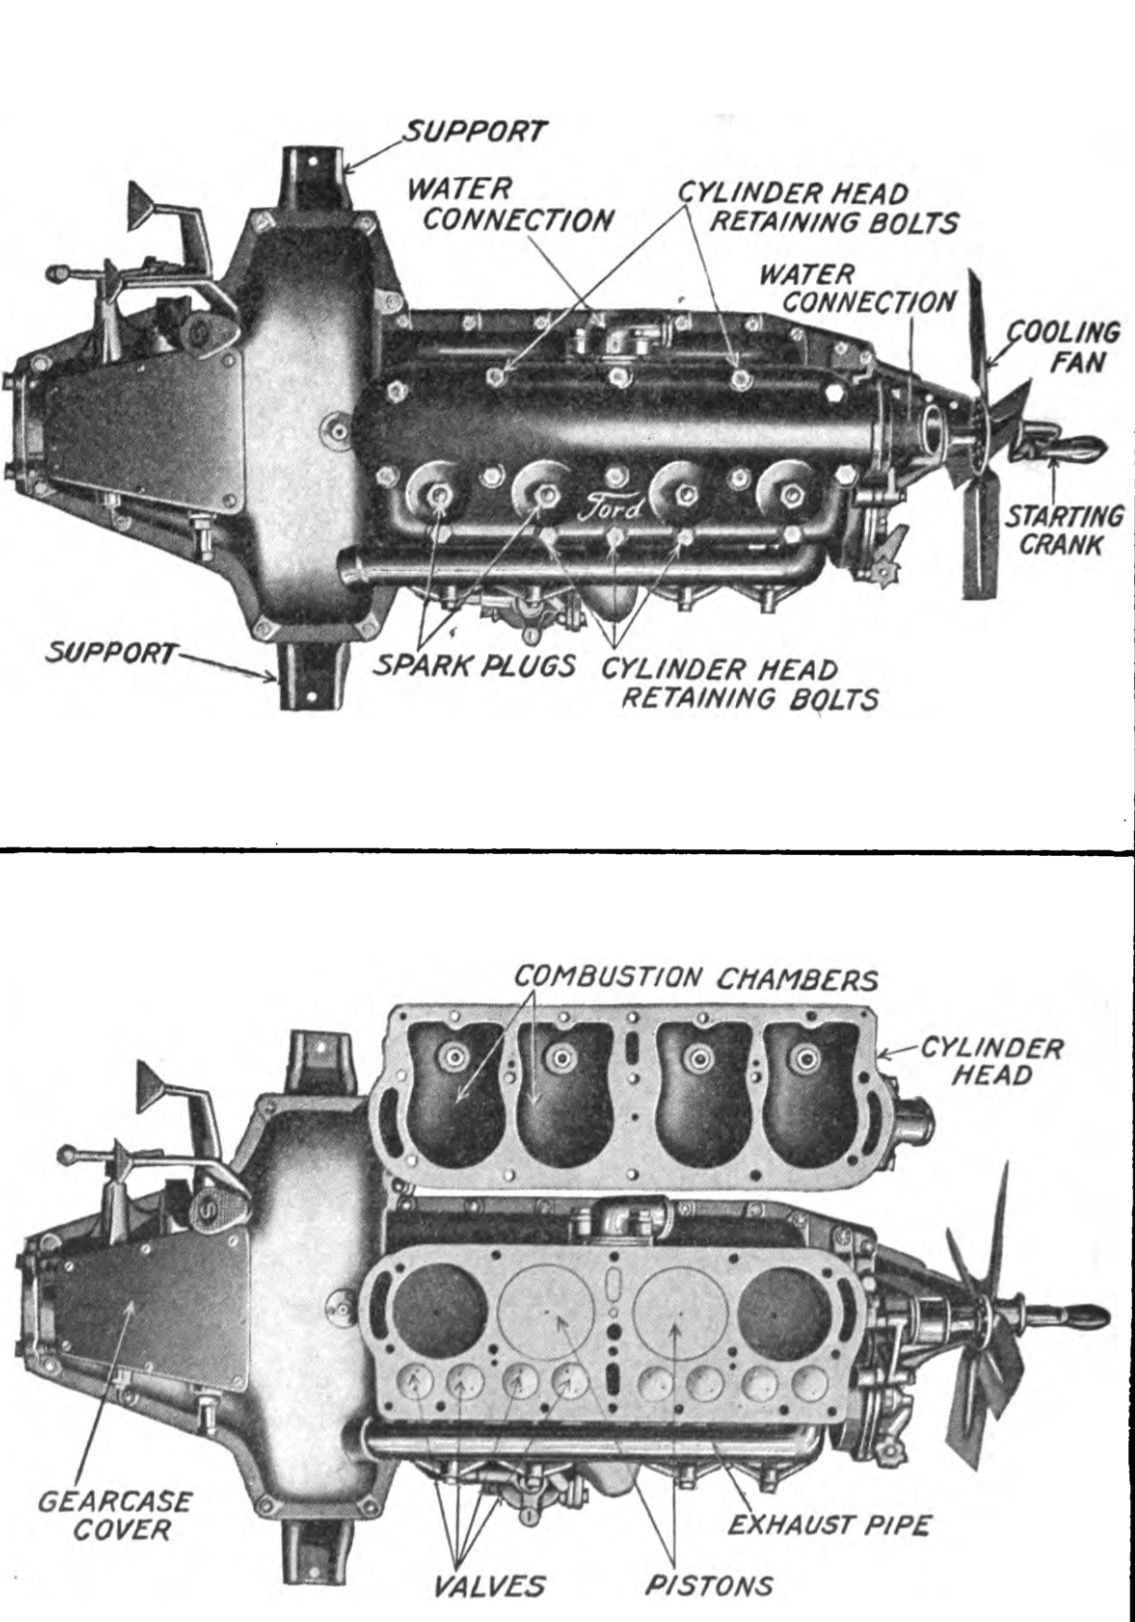 SUPPORT
WATER
CONNECTION
CYLINDER HEAD
RETAINING BOLTS
WATER
CONNECTION
COOLING
FAN
Ford
STARTING
CRANK
SUPPORT
SPARK PLUGS
CYLINDER HEAD
RETAINING BOLTS
COMBUSTION CHAMBERS
CYLINDER
HEAD
S
GEARCASE
COVER
EXHAUST PIPE
VALVES
PISTONS